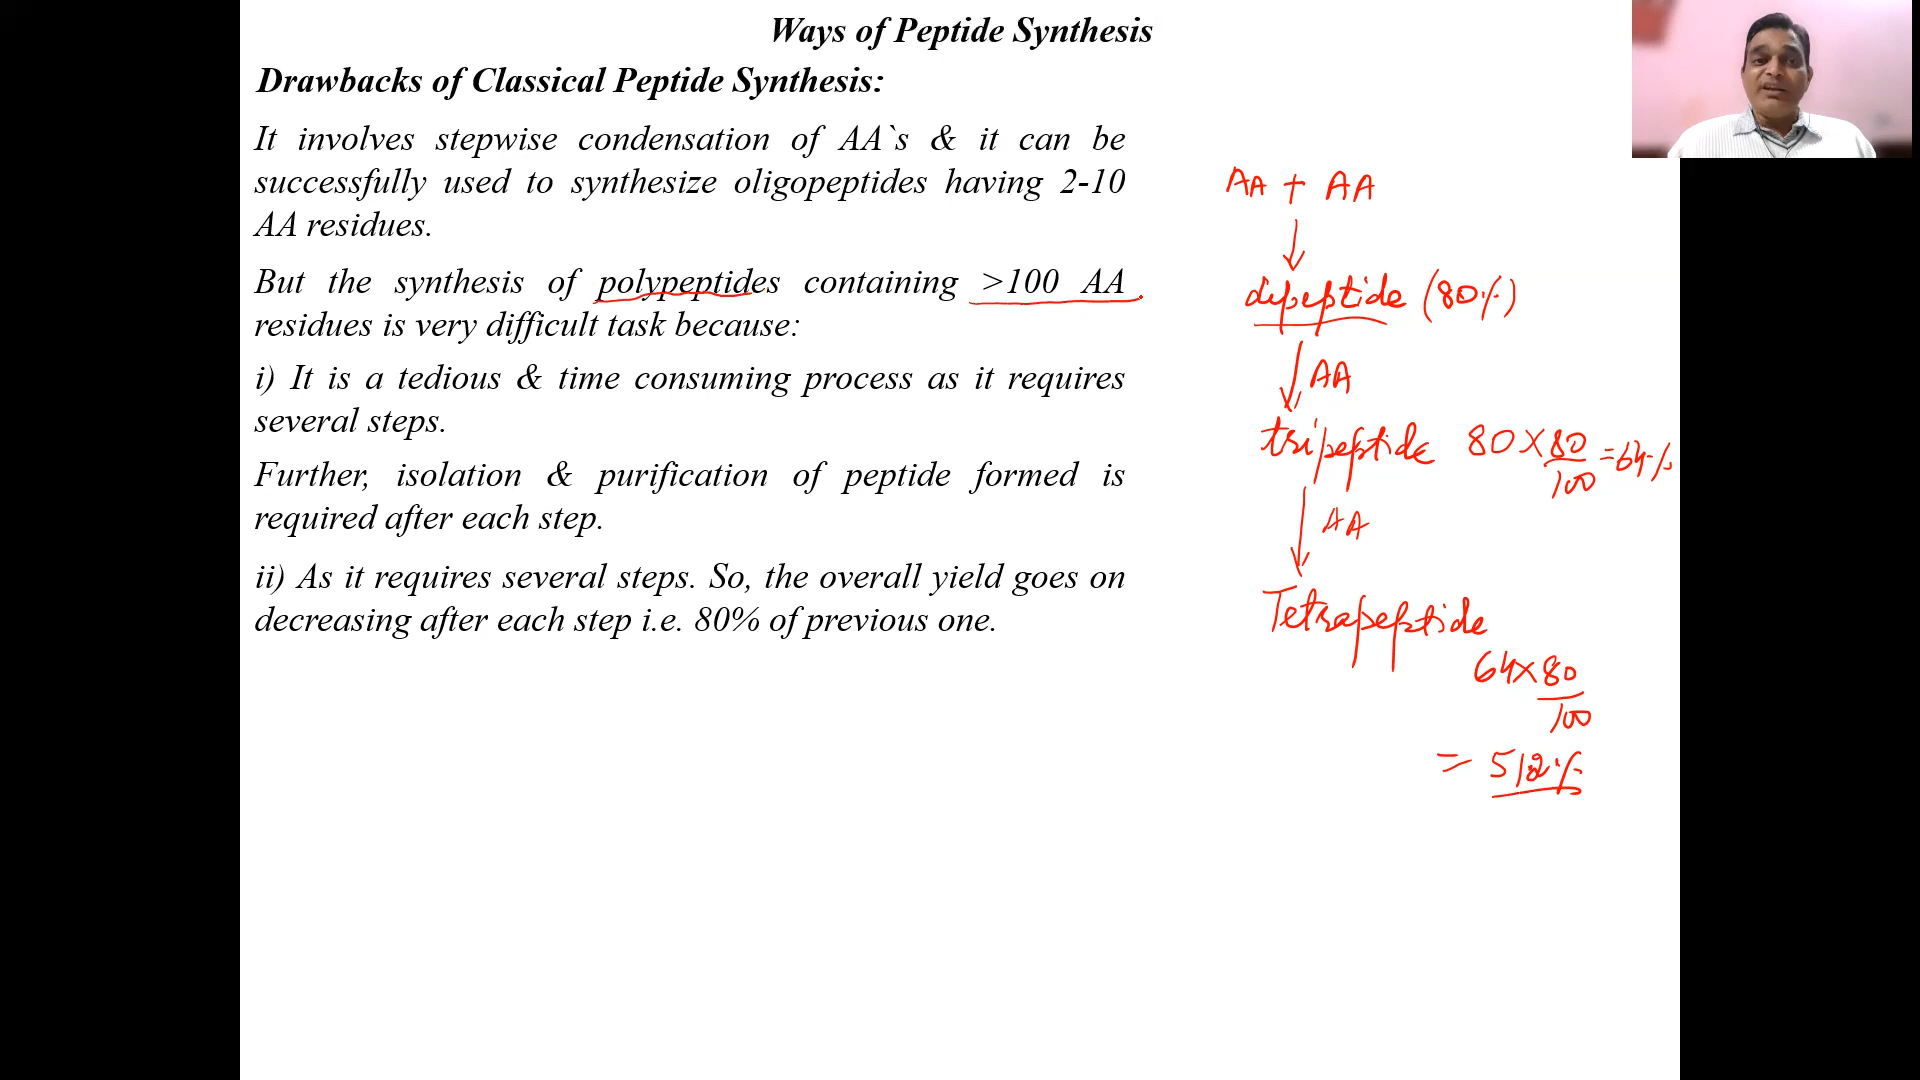 Ways of Peptide Synthesis
Drawbacks of Classical Peptide Synthesis:
It involves stepwise condensation of AA`s & it can be
successfully used to synthesize oligopeptides having 2-10
AA residues.
But the synthesis of polypeptides containing >100 AA
residues is very difficult task because:
i) It is a tedious & time consuming process as it requires
several steps.
Further, isolation & purification of peptide formed is
required after each step.
ii) As it requires several steps. So, the overall yield goes on
decreasing after each step i.e. 80% of previous one.
AA + AA
dipeptide (80%)
AA
tripeptide 80 × 80/100 = 64%
AA
Tetrapeptide
64 × 80
100
= 51.2%